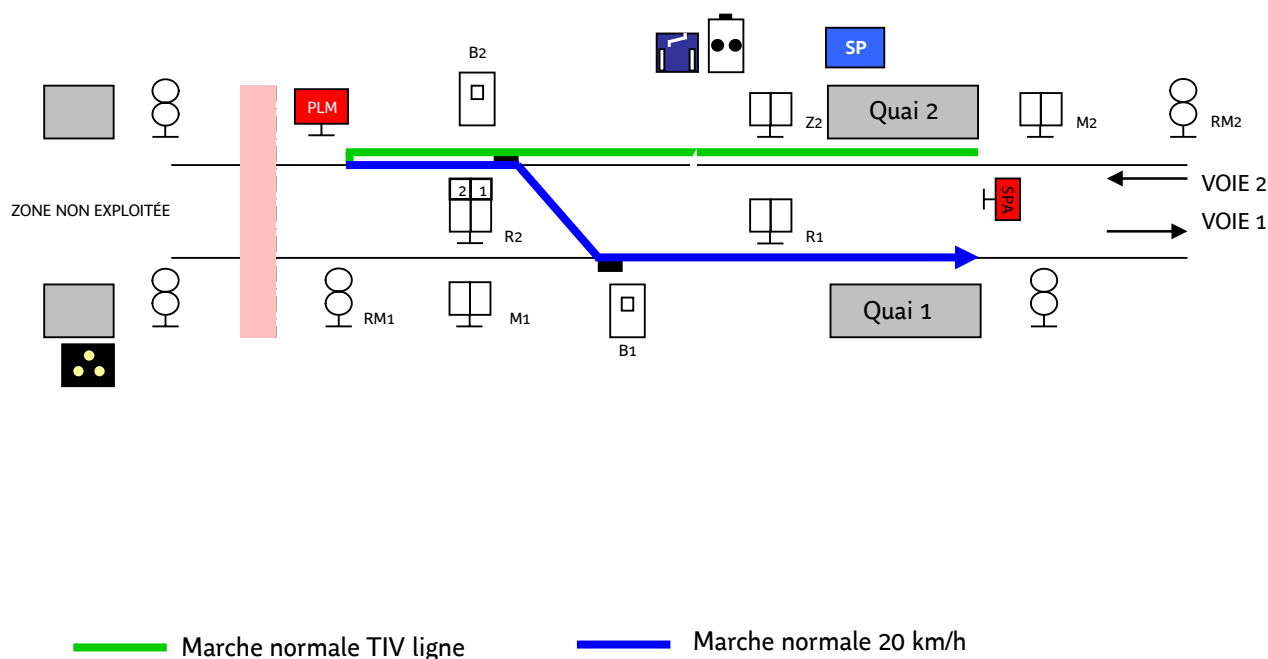 SP
B2
PLM
Quai 2
Z2
M2
RM2
2 1
SPA
VOIE 2
ZONE NON EXPLOITÉE
VOIE 1
R2
R1
RM1
M1
Quai 1
B1
Marche normale TIV ligne
Marche normale 20 km/h